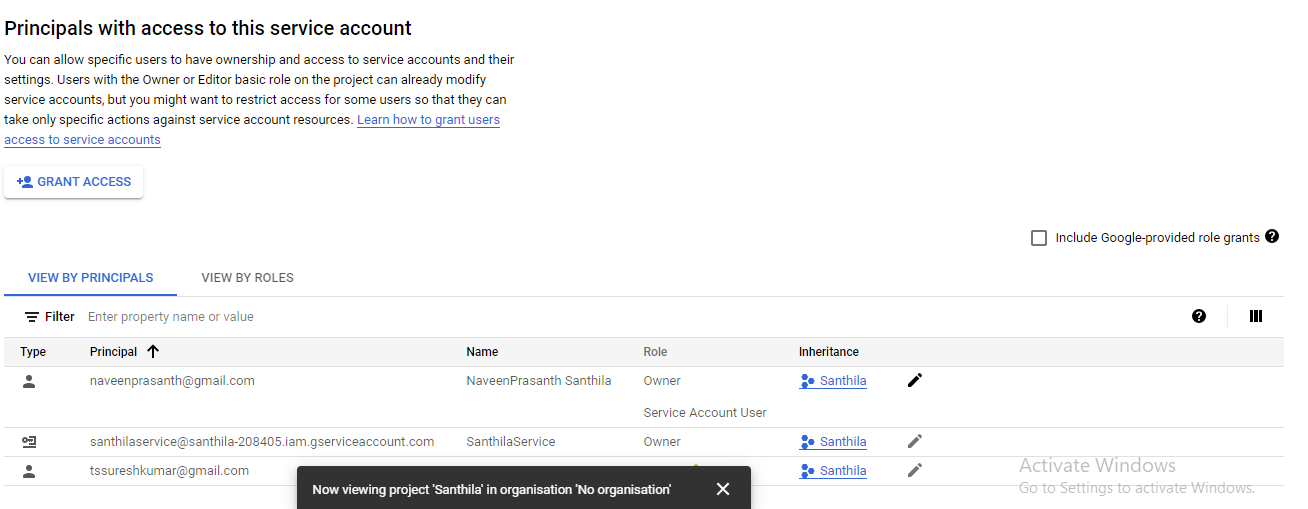 Principals with access to this service account
You can allow specific users to have ownership and access to service accounts and their
settings. Users with the Owner or Editor basic role on the project can already modify
service accounts, but you might want to restrict access for some users so that they can
take only specific actions against service account resources. Learn how to grant users
access to service accounts
GRANT ACCESS
Include Google-provided role grants
VIEW BY PRINCIPALS VIEW BY ROLES
Filter Enter property name or value
Type Principal Name Role Inheritance
naveenprasanth@gmail.com NaveenPrasanth Santhila Owner Santhila
Service Account User
santhilaservice@santhila-208405.iam.gserviceaccount.com SanthilaService Owner Santhila
tssureshkumar@gmail.com Santhila
Activate Windows
Go to Settings to activate Windows.
Now viewing project 'Santhila' in organisation 'No organisation'